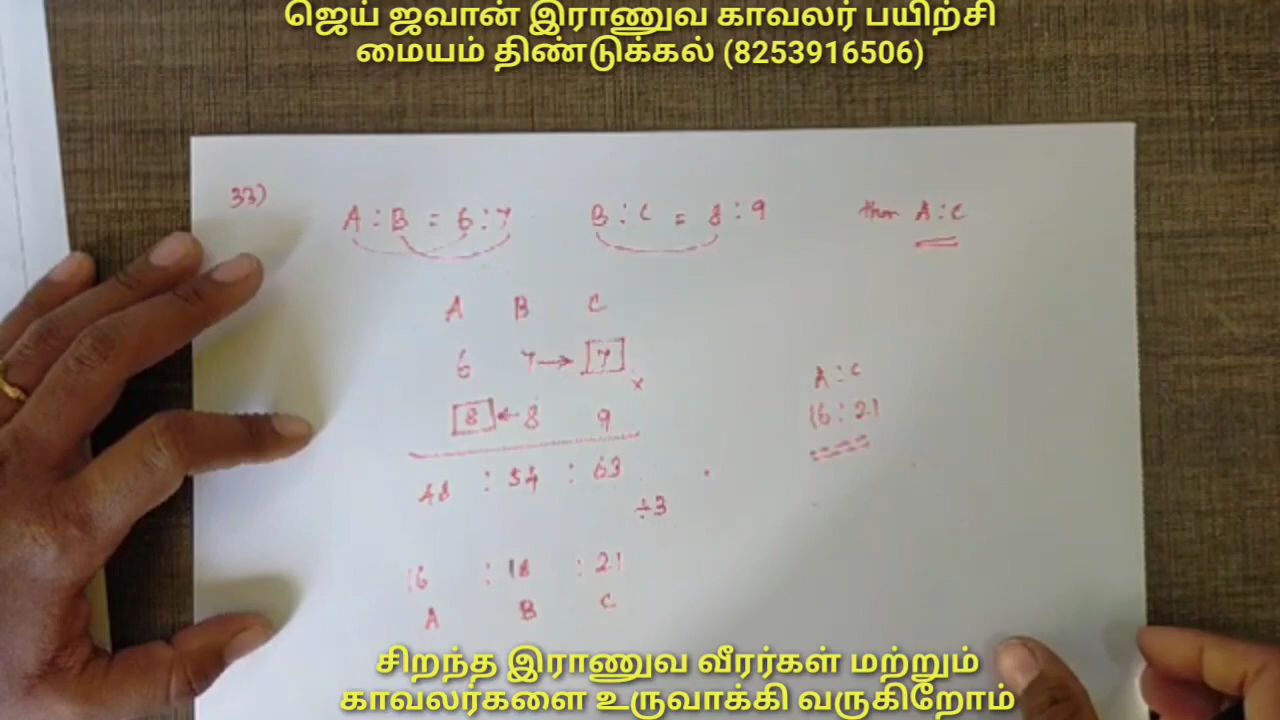 ஜெய் ஜவான் இராணுவ காவலர் பயிற்சி
மையம் திண்டுக்கல் (8253916506)
33)
A : B = 6 : 7 B : C = 8 : 9 then A : C
A B C
6 7 → 7
x
8 ← 8 9
48 : 54 : 63
÷3
16 : 18 : 21
A B C
A : C
16 : 21
சிறந்த இராணுவ வீரர்கள் மற்றும்
காவலர்களை உருவாக்கி வருகிறோம்